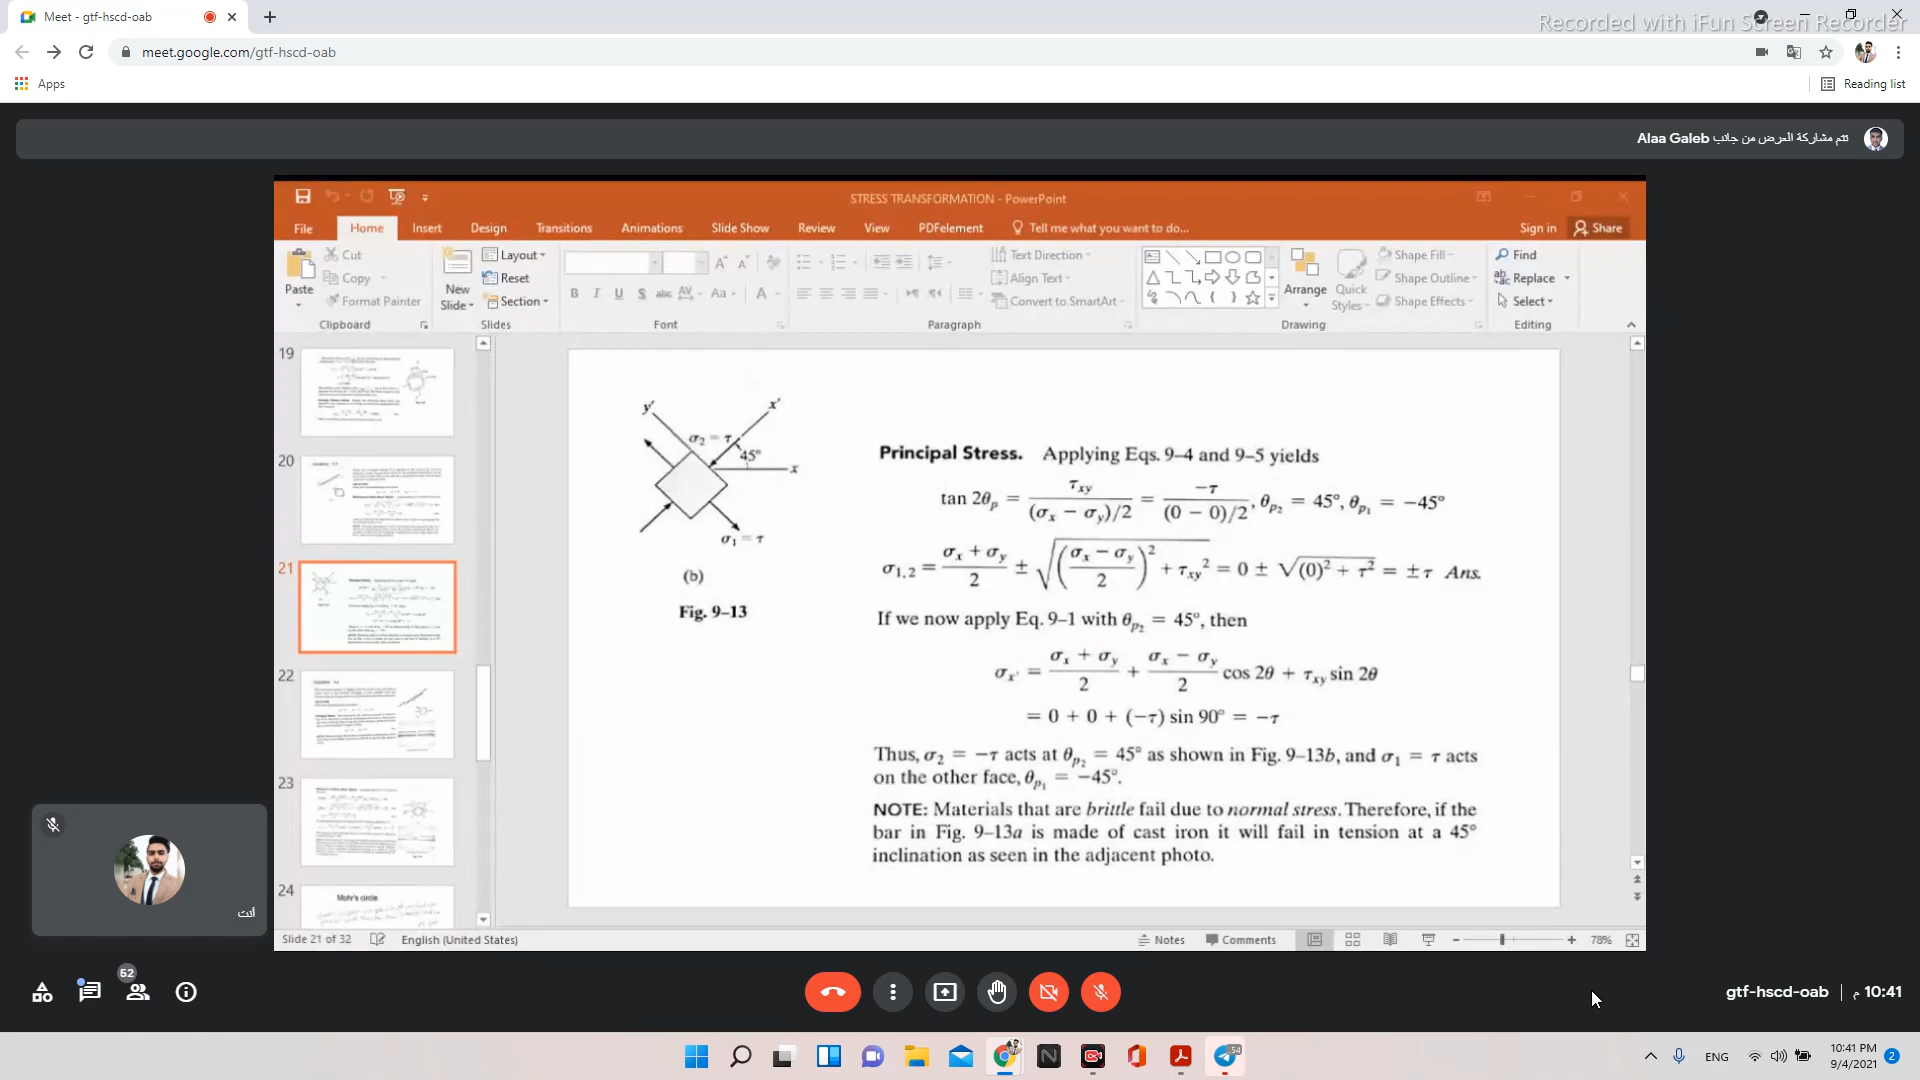 Meet - gtf-hscd-oab
Recorded with iFun Screen Recorder
meet.google.com/gtf-hscd-oab
Apps
Reading list
تتم مشاركة العرض من جانب Alaa Galeb
STRESS TRANSFORMATION - PowerPoint
File Home Insert Design Transitions Animations Slide Show Review View PDFelement Tell me what you want to do... Sign in Share
Paste
Cut
Copy
Format Painter
Clipboard
New Slide
Layout
Reset
Section
Slides
B I U S abc AV Aa A
Font
Text Direction
Align Text
Convert to SmartArt
Paragraph
Arrange
Quick Styles
Shape Fill
Shape Outline
Shape Effects
Drawing
Find
Replace
Select
Editing
19
20
21
22
23
24
Mohr's circle
y′ x′
σ₂ = τ
45°
x
σ₁ = τ
(b)
Fig. 9–13
Principal Stress. Applying Eqs. 9–4 and 9–5 yields
tan 2θₚ = τxy / (σx − σy)/2 = −τ / (0 − 0)/2, θp₂ = 45°, θp₁ = −45°
σ₁,₂ = (σx + σy)/2 ± √(((σx − σy)/2)² + τxy²) = 0 ± √((0)² + τ²) = ±τ Ans.
If we now apply Eq. 9–1 with θp₂ = 45°, then
σx′ = (σx + σy)/2 + (σx − σy)/2 cos 2θ + τxy sin 2θ
= 0 + 0 + (−τ) sin 90° = −τ
Thus, σ₂ = −τ acts at θp₂ = 45° as shown in Fig. 9–13b, and σ₁ = τ acts
on the other face, θp₁ = −45°.
NOTE: Materials that are brittle fail due to normal stress. Therefore, if the
bar in Fig. 9–13a is made of cast iron it will fail in tension at a 45°
inclination as seen in the adjacent photo.
أنت
Slide 21 of 32 English (United States) Notes Comments 78%
52
gtf-hscd-oab | 10:41 م
54
ENG
10:41 PM
9/4/2021
2